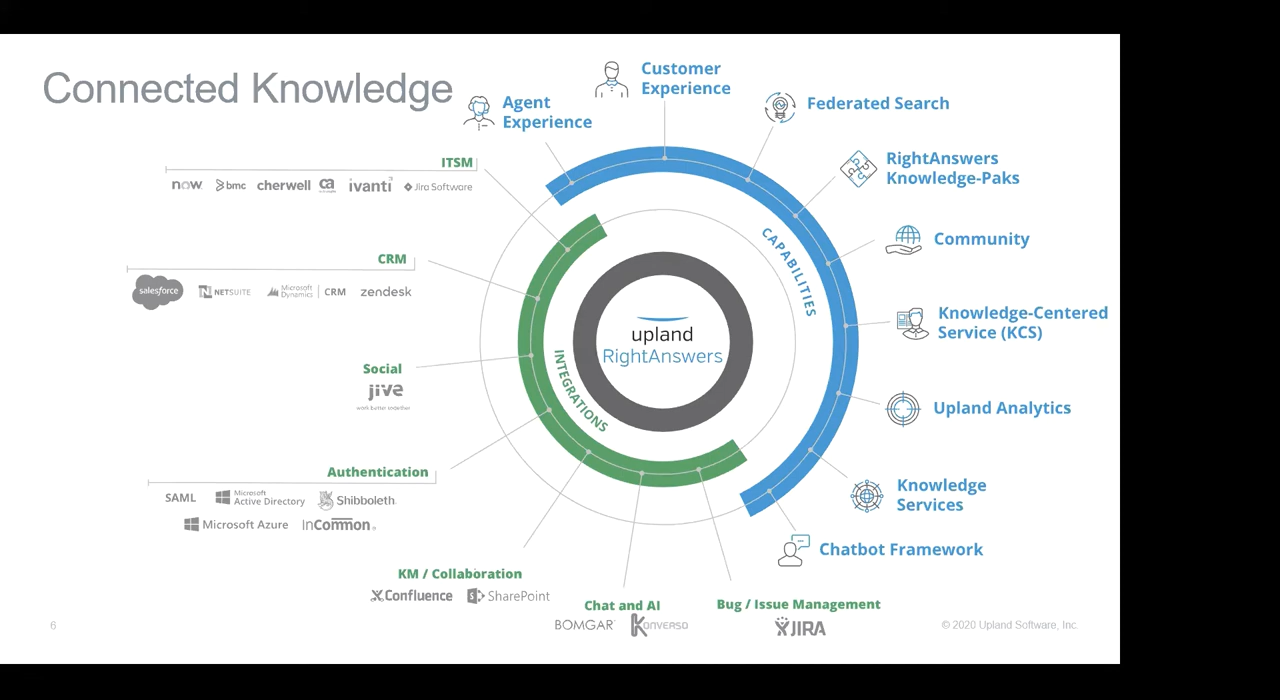 Connected Knowledge
Customer
Experience
Agent
Experience
Federated Search
RightAnswers
Knowledge-Paks
Community
Knowledge-Centered
Service (KCS)
Upland Analytics
Knowledge
Services
Chatbot Framework
CAPABILITIES
upland
RightAnswers
INTEGRATIONS
ITSM
now bmc cherwell ca ivanti Jira Software
CRM
salesforce NETSUITE Microsoft Dynamics CRM zendesk
Social
jive
work better together
Authentication
SAML Microsoft Active Directory Shibboleth.
Microsoft Azure InCommon
KM / Collaboration
Confluence SharePoint
Chat and AI
BOMGAR KONVERSO
Bug / Issue Management
JIRA
6
© 2020 Upland Software, Inc.